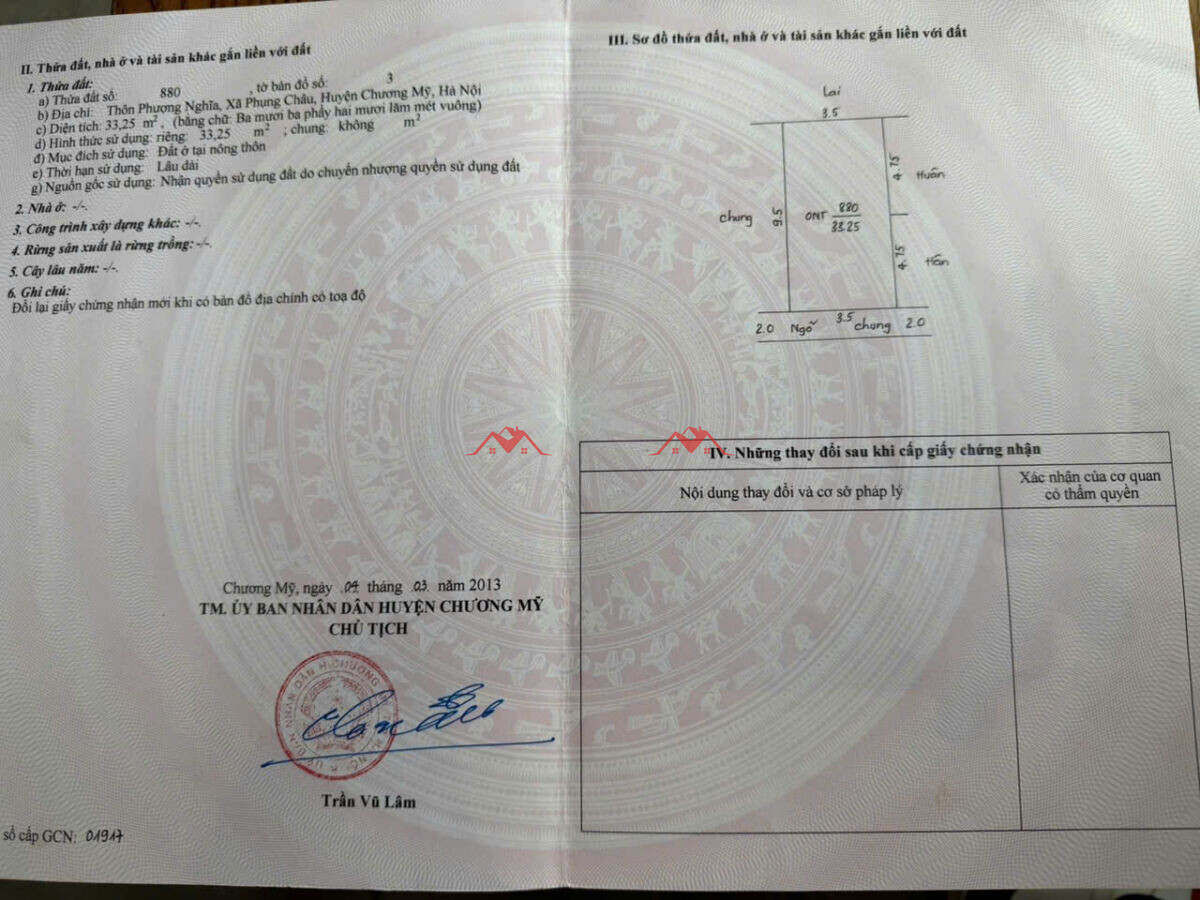 II. Thửa đất, nhà ở và tài sản khác gắn liền với đất
1. Thửa đất:
a) Thửa đất số: 880 , tờ bản đồ số: 3
b) Địa chỉ: Thôn Phượng Nghĩa, Xã Phụng Châu, Huyện Chương Mỹ, Hà Nội
c) Diện tích: 33,25 m², (bằng chữ: Ba mươi ba phẩy hai mươi lăm mét vuông)
d) Hình thức sử dụng: riêng: 33,25 m² ; chung: không m²
đ) Mục đích sử dụng: Đất ở tại nông thôn
e) Thời hạn sử dụng: Lâu dài
g) Nguồn gốc sử dụng: Nhận quyền sử dụng đất do chuyển nhượng quyền sử dụng đất
2. Nhà ở: -/-.
3. Công trình xây dựng khác: -/-.
4. Rừng sản xuất là rừng trồng: -/-.
5. Cây lâu năm: -/-.
6. Ghi chú:
Đổi lại giấy chứng nhận mới khi có bản đồ địa chính có toạ độ
Chương Mỹ, ngày 04 tháng 03 năm 2013
TM. ỦY BAN NHÂN DÂN HUYỆN CHƯƠNG MỸ
CHỦ TỊCH
Trần Vũ Lâm
số cấp GCN: 01917
III. Sơ đồ thửa đất, nhà ở và tài sản khác gắn liền với đất
Lai
3.5
4.75
Huấn
chung
9.5
ONT 880
33.25
4.75
Hân
3.5
2.0 Ngõ chung 2.0
IV. Những thay đổi sau khi cấp giấy chứng nhận
Nội dung thay đổi và cơ sở pháp lý
Xác nhận của cơ quan
có thẩm quyền